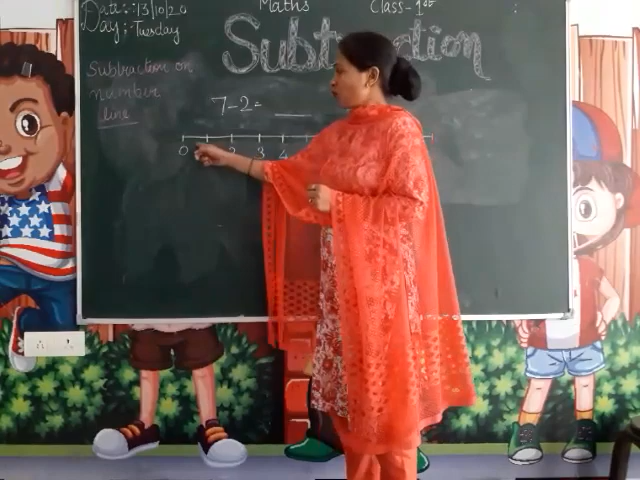 Date:-13/10/20
Maths
Class-1st
Day:-Tuesday
Subtraction
Subtraction on
number
line
7-2=
0 2 3 4